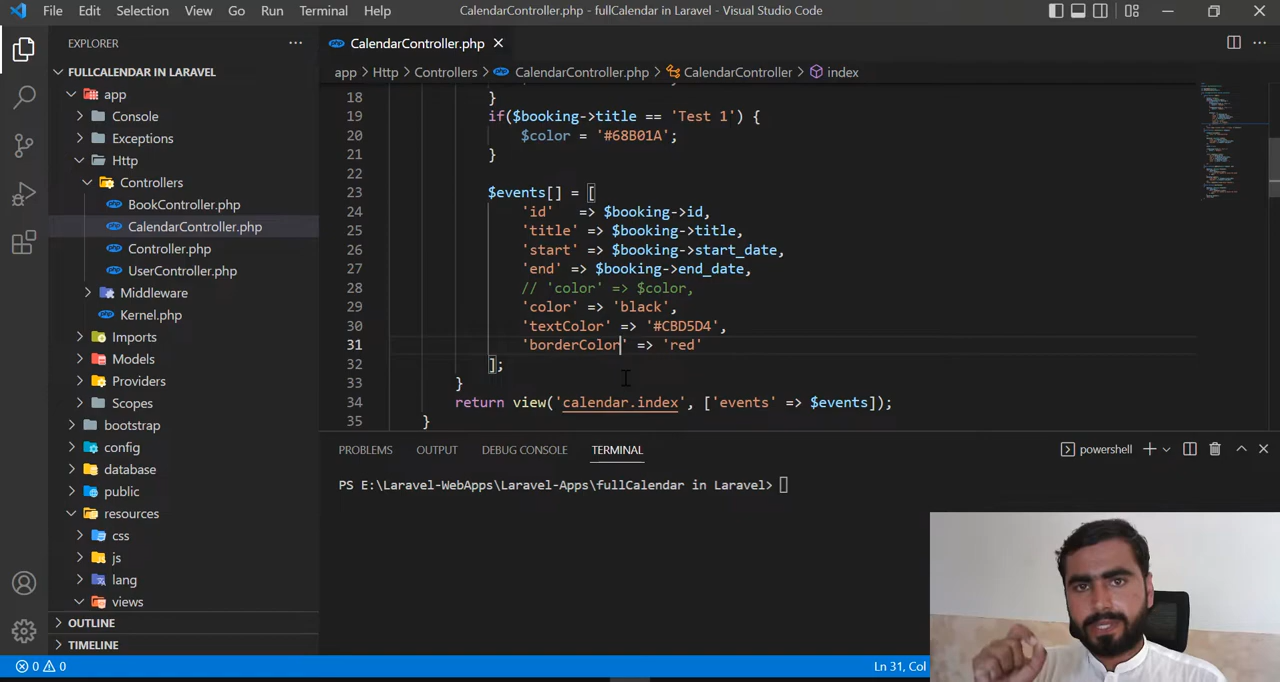 File Edit Selection View Go Run Terminal Help CalendarController.php - fullCalendar in Laravel - Visual Studio Code
EXPLORER
CalendarController.php
FULLCALENDAR IN LARAVEL
app > Http > Controllers > CalendarController.php > CalendarController > index
app
Console
Exceptions
Http
Controllers
BookController.php
CalendarController.php
Controller.php
UserController.php
Middleware
Kernel.php
Imports
Models
Providers
Scopes
bootstrap
config
database
public
resources
css
js
lang
views
OUTLINE
TIMELINE
18 }
19 if($booking->title == 'Test 1') {
20 $color = '#68B01A';
21 }
22
23 $events[] = [
24 'id'   => $booking->id,
25 'title' => $booking->title,
26 'start' => $booking->start_date,
27 'end' => $booking->end_date,
28 // 'color' => $color,
29 'color' => 'black',
30 'textColor' => '#CBD5D4',
31 'borderColor' => 'red'
32 ];
33 }
34 return view('calendar.index', ['events' => $events]);
35 }
PROBLEMS OUTPUT DEBUG CONSOLE TERMINAL powershell
PS E:\Laravel-WebApps\Laravel-Apps\fullCalendar in Laravel>
0 0 Ln 31, Col